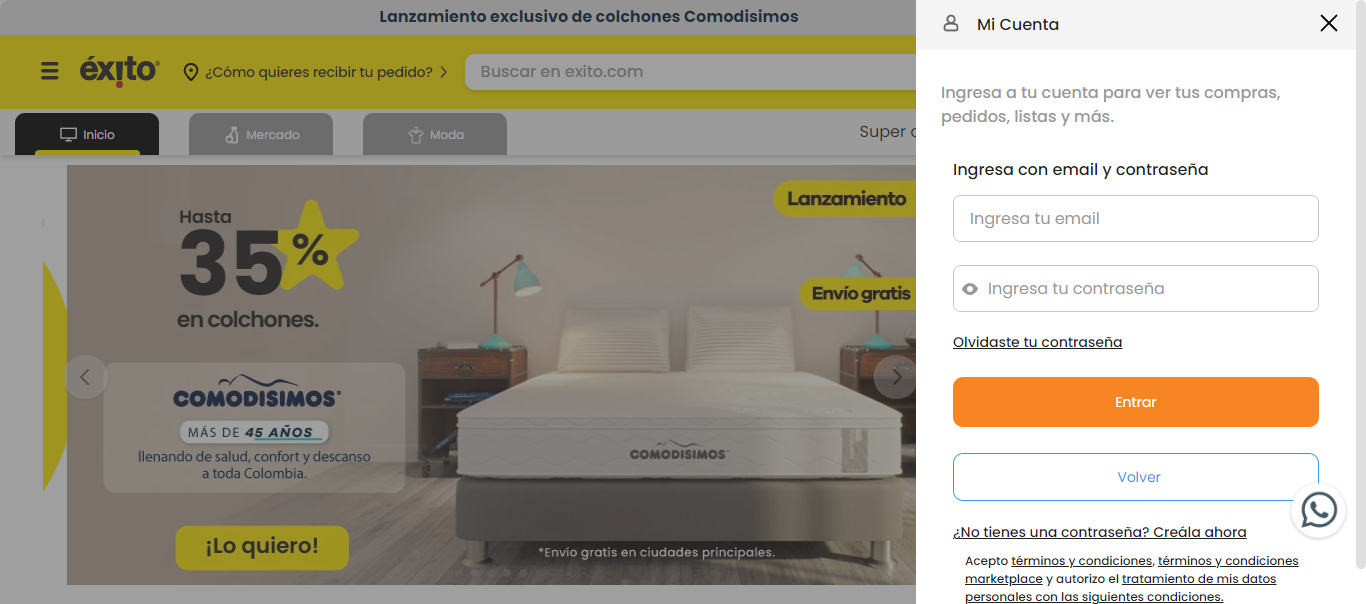 Lanzamiento exclusivo de colchones Comodisimos
éxito
¿Cómo quieres recibir tu pedido?
Buscar en exito.com
Inicio
Mercado
Moda
Super
Hasta
35%
en colchones.
COMODISIMOS
MÁS DE 45 AÑOS
llenando de salud, confort y descanso
a toda Colombia.
¡Lo quiero!
Lanzamiento
Envío gratis
COMODISIMOS
*Envío gratis en ciudades principales.
Mi Cuenta
Ingresa a tu cuenta para ver tus compras,
pedidos, listas y más.
Ingresa con email y contraseña
Ingresa tu email
Ingresa tu contraseña
Olvidaste tu contraseña
Entrar
Volver
¿No tienes una contraseña? Creála ahora
Acepto términos y condiciones, términos y condiciones
marketplace y autorizo el tratamiento de mis datos
personales con las siguientes condiciones.